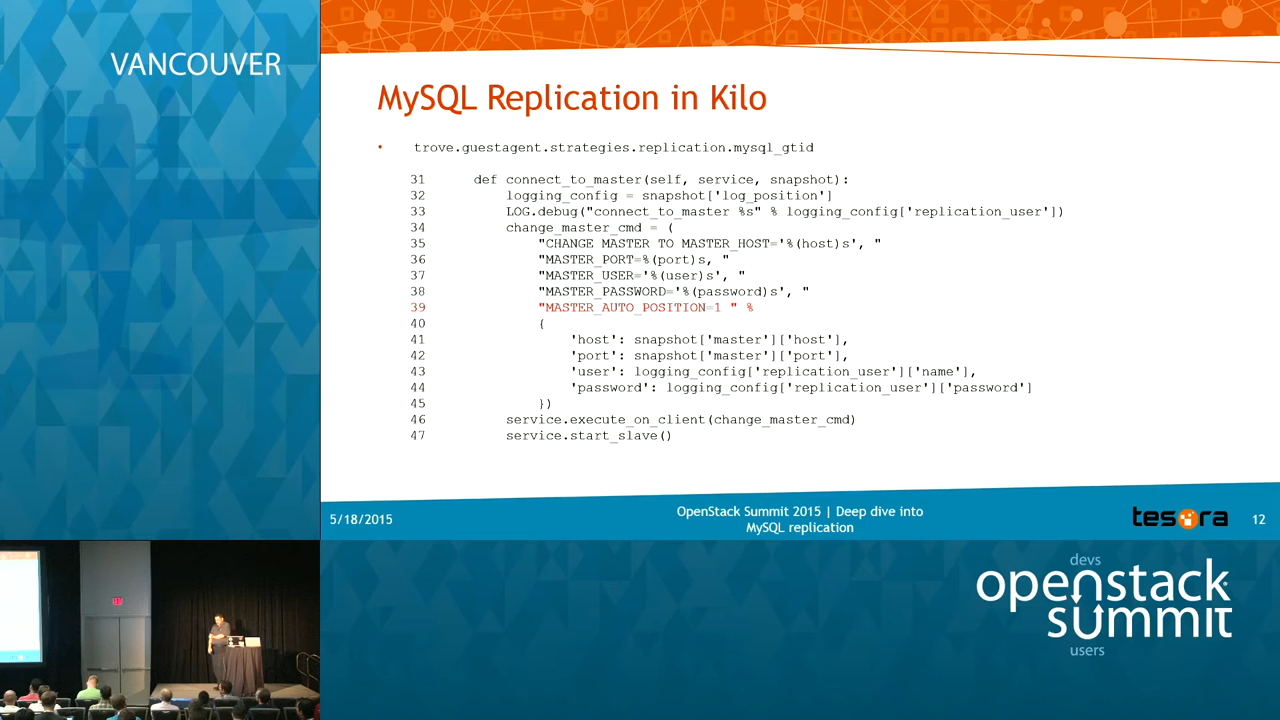 VANCOUVER
MySQL Replication in Kilo
• trove.guestagent.strategies.replication.mysql_gtid
31 def connect_to_master(self, service, snapshot):
32 logging_config = snapshot['log_position']
33 LOG.debug("connect_to_master %s" % logging_config['replication_user'])
34 change_master_cmd = (
35 "CHANGE MASTER TO MASTER_HOST='%(host)s', "
36 "MASTER_PORT=%(port)s, "
37 "MASTER_USER='%(user)s', "
38 "MASTER_PASSWORD='%(password)s', "
39 "MASTER_AUTO_POSITION=1 " %
40 {
41 'host': snapshot['master']['host'],
42 'port': snapshot['master']['port'],
43 'user': logging_config['replication_user']['name'],
44 'password': logging_config['replication_user']['password']
45 })
46 service.execute_on_client(change_master_cmd)
47 service.start_slave()
5/18/2015
OpenStack Summit 2015 | Deep dive into
MySQL replication
tesora
12
devs
openstack
summit
users